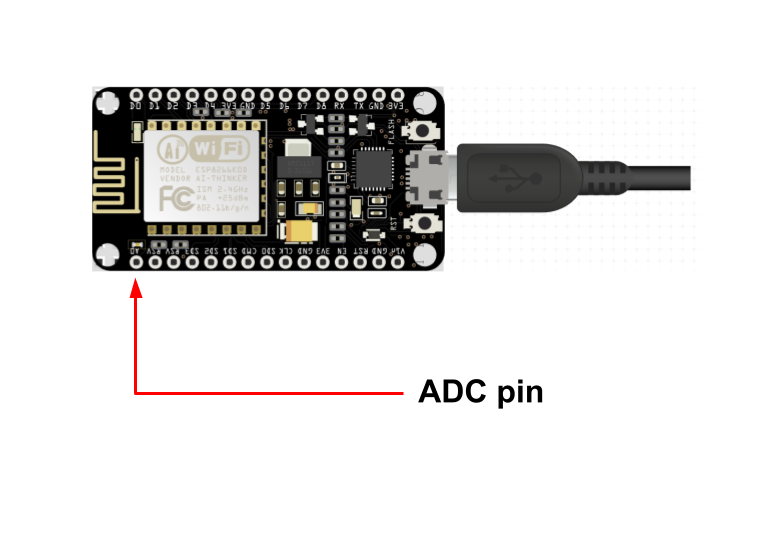 D0 D1 D2 D3 D4 3V3 GND D5 D6 D7 D8 RX TX GND 3V3
FLASH
Ai WiFi
MODEL ESP8266MOD
VENDOR AI-THINKER
FC ISM 2.4GHz
PA +25dBm
802.11b/g/n
RST
A0 RSV RSV SD3 SD2 SD1 CMD SD0 CLK GND 3V3 EN RST GND Vin
ADC pin